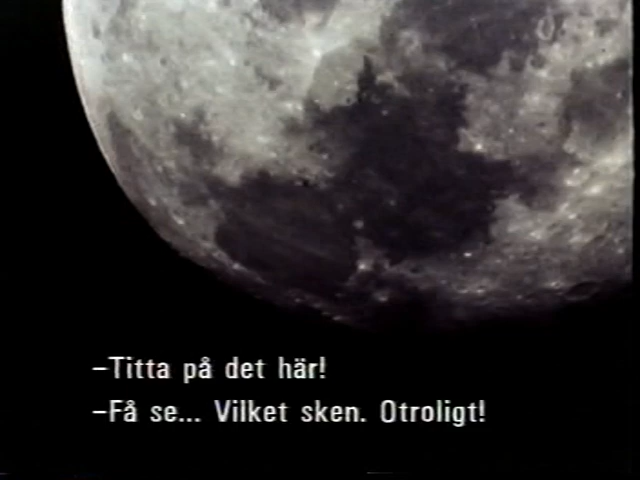 –Titta på det här!
–Få se... Vilket sken. Otroligt!